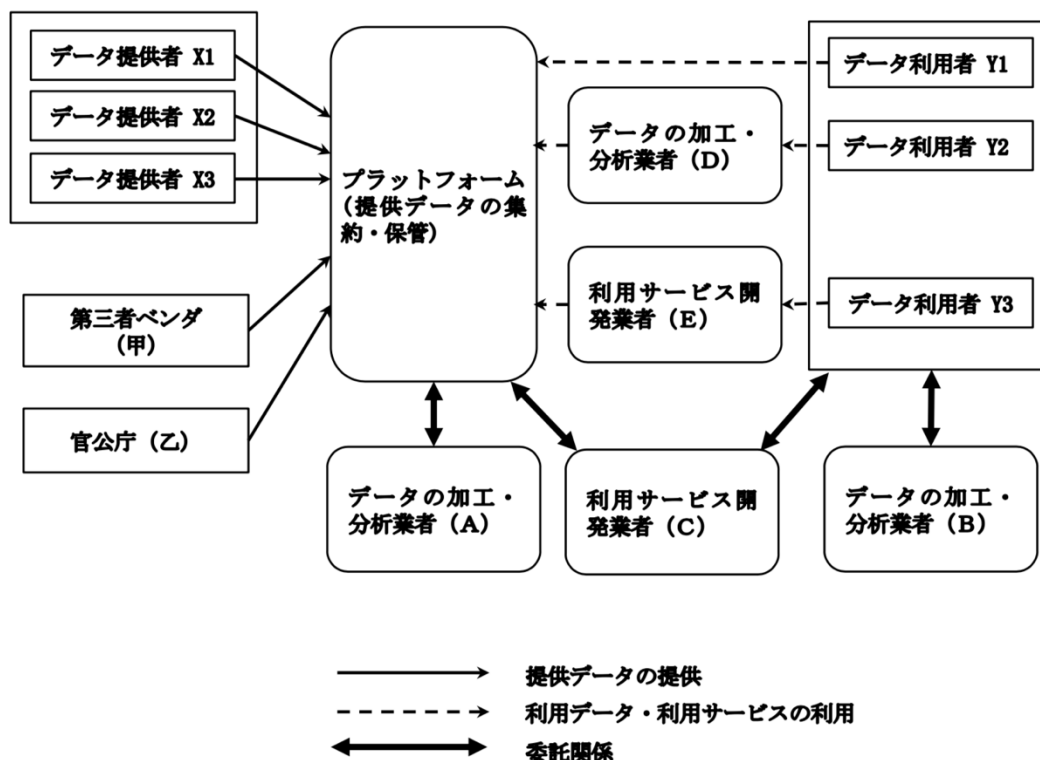 データ提供者 X1
データ提供者 X2
データ提供者 X3
第三者ベンダ
(甲)
官公庁(乙)
プラットフォーム
(提供データの集
約・保管)
データの加工・
分析業者(D)
利用サービス開
発業者(E)
データ利用者 Y1
データ利用者 Y2
データ利用者 Y3
データの加工・
分析業者(A)
利用サービス開
発業者(C)
データの加工・
分析業者(B)
提供データの提供
利用データ・利用サービスの利用
委託関係